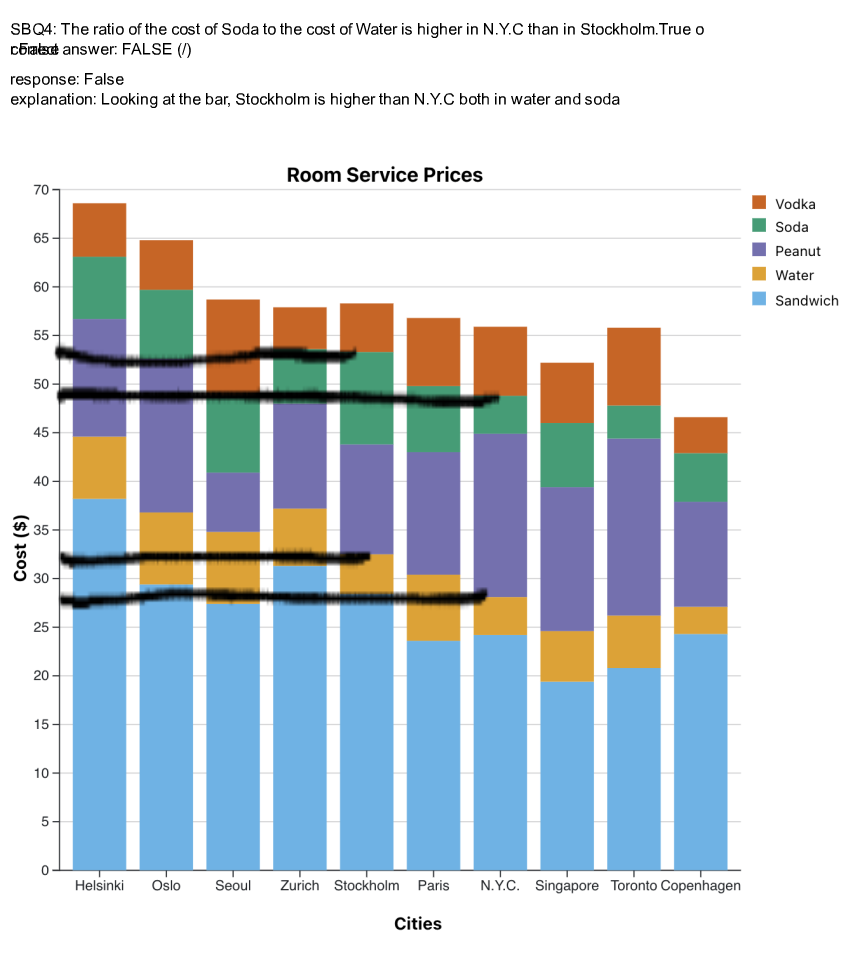 SBQ4: The ratio of the cost of Soda to the cost of Water is higher in N.Y.C than in Stockholm.True o
r False
correct answer: FALSE (/)
response: False
explanation: Looking at the bar, Stockholm is higher than N.Y.C both in water and soda
Room Service Prices
70
65
60
55
50
45
40
35
30
25
20
15
10
5
0
Cost ($)
Vodka
Soda
Peanut
Water
Sandwich
Helsinki Oslo Seoul Zurich Stockholm Paris N.Y.C. Singapore Toronto Copenhagen
Cities